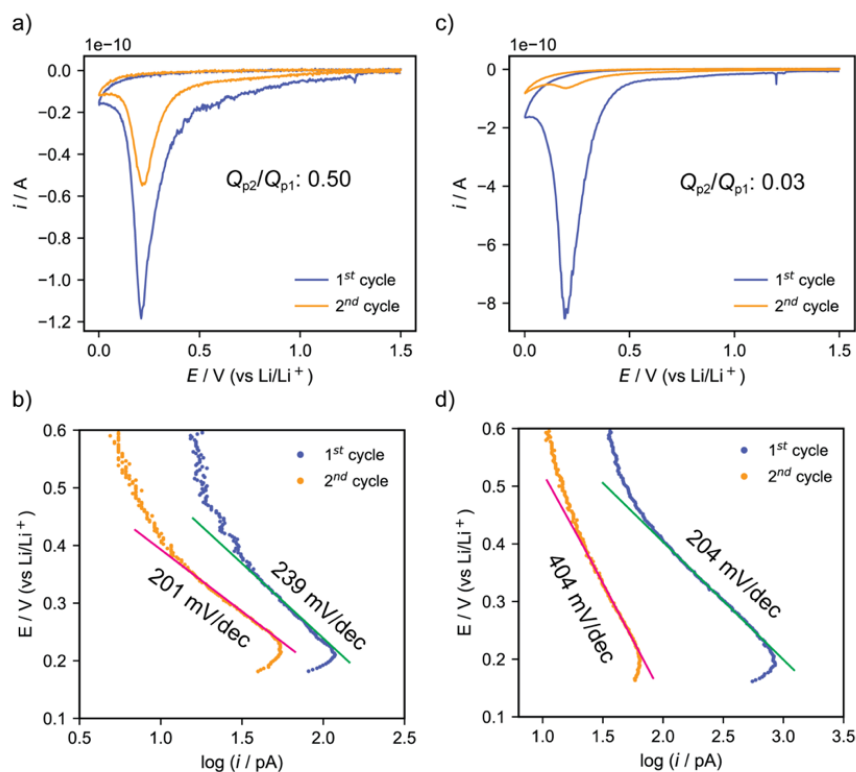 a)
1e−10
0.0
−0.2
−0.4
−0.6
−0.8
−1.0
−1.2
i / A
Qp2/Qp1: 0.50
1st cycle
2nd cycle
0.0 0.5 1.0 1.5
E / V (vs Li/Li+)
c)
1e−10
0
−2
−4
−6
−8
i / A
Qp2/Qp1: 0.03
1st cycle
2nd cycle
0.0 0.5 1.0 1.5
E / V (vs Li/Li+)
b)
0.6
0.5
0.4
0.3
0.2
0.1
E / V (vs Li/Li+)
1st cycle
2nd cycle
201 mV/dec
239 mV/dec
0.5 1.0 1.5 2.0 2.5
log (i / pA)
d)
0.6
0.5
0.4
0.3
0.2
0.1
E / V (vs Li/Li+)
1st cycle
2nd cycle
404 mV/dec
204 mV/dec
1.0 1.5 2.0 2.5 3.0 3.5
log (i / pA)